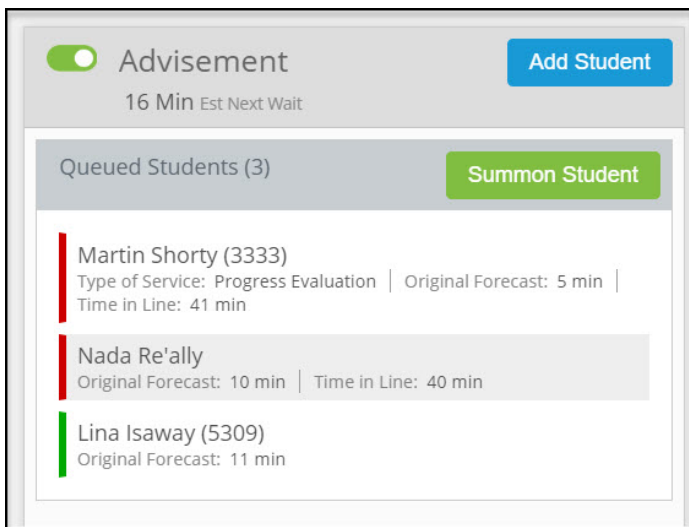 Advisement
Add Student
16 Min Est Next Wait
Queued Students (3)
Summon Student
Martin Shorty (3333)
Type of Service: Progress Evaluation | Original Forecast: 5 min |
Time in Line: 41 min
Nada Re'ally
Original Forecast: 10 min | Time in Line: 40 min
Lina Isaway (5309)
Original Forecast: 11 min